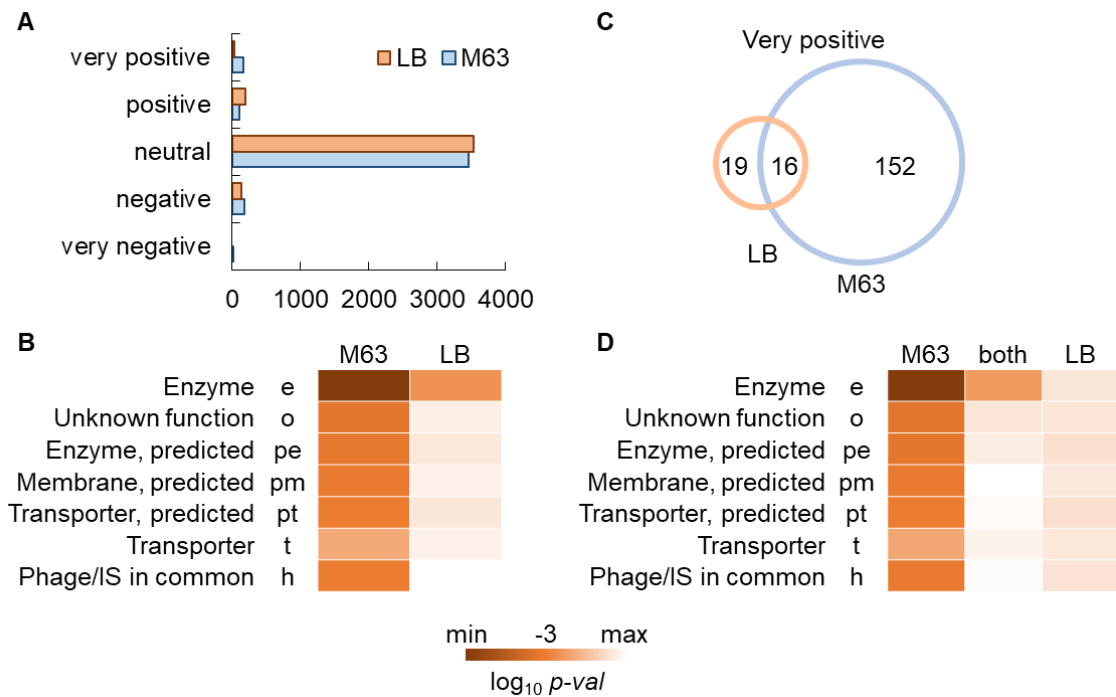 A
very positive
positive
neutral
negative
very negative
LB M63
0 1000 2000 3000 4000
C
Very positive
19 16 152
LB
M63
B
M63 LB
Enzyme e
Unknown function o
Enzyme, predicted pe
Membrane, predicted pm
Transporter, predicted pt
Transporter t
Phage/IS in common h
D
M63 both LB
Enzyme e
Unknown function o
Enzyme, predicted pe
Membrane, predicted pm
Transporter, predicted pt
Transporter t
Phage/IS in common h
min -3 max
log₁₀ p-val